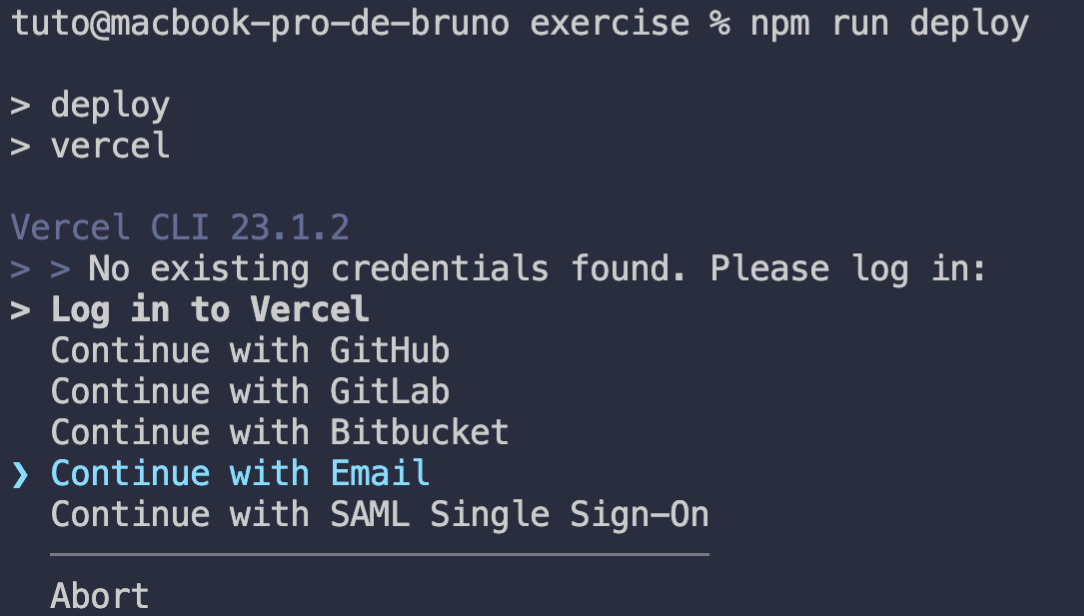 tuto@macbook-pro-de-bruno exercise % npm run deploy
> deploy
> vercel
Vercel CLI 23.1.2
> > No existing credentials found. Please log in:
> Log in to Vercel
Continue with GitHub
Continue with GitLab
Continue with Bitbucket
❯ Continue with Email
Continue with SAML Single Sign-On
Abort